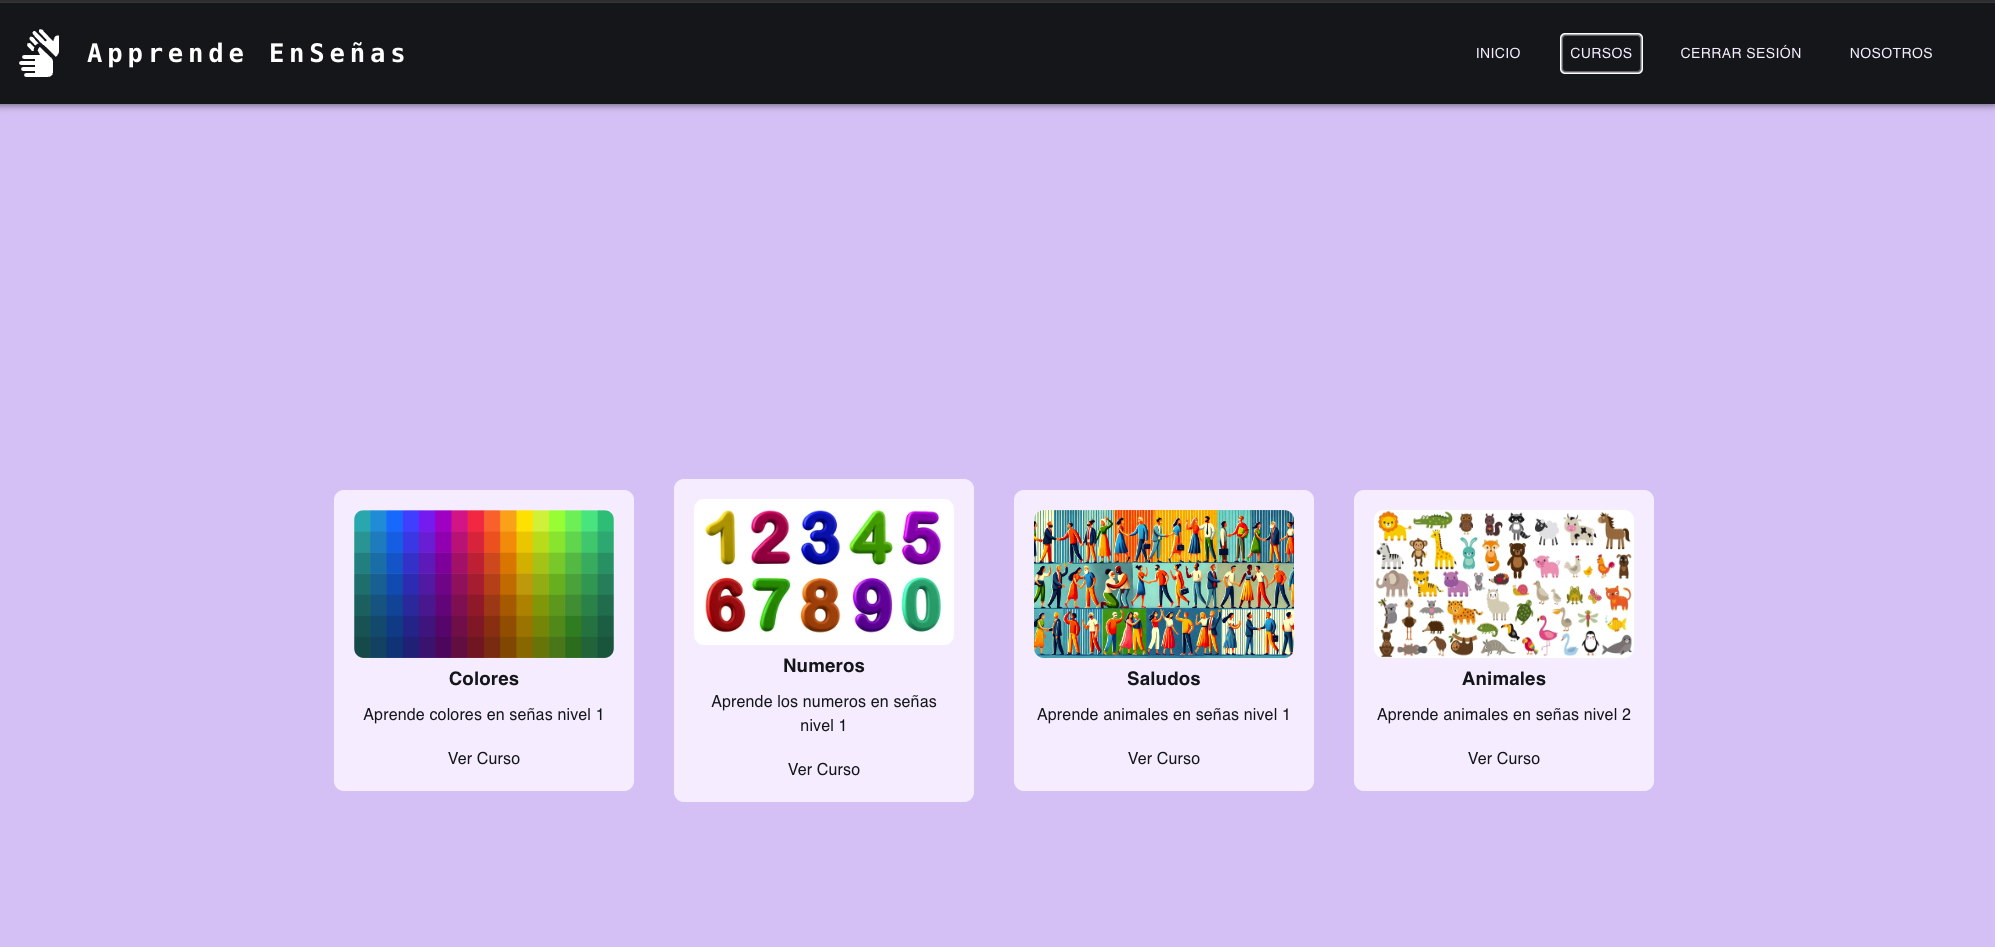 Apprende EnSeñas
INICIO
CURSOS
CERRAR SESIÓN
NOSOTROS
1 2 3 4 5
6 7 8 9 0
Colores
Aprende colores en señas nivel 1
Ver Curso
Numeros
Aprende los numeros en señas
nivel 1
Ver Curso
Saludos
Aprende animales en señas nivel 1
Ver Curso
Animales
Aprende animales en señas nivel 2
Ver Curso